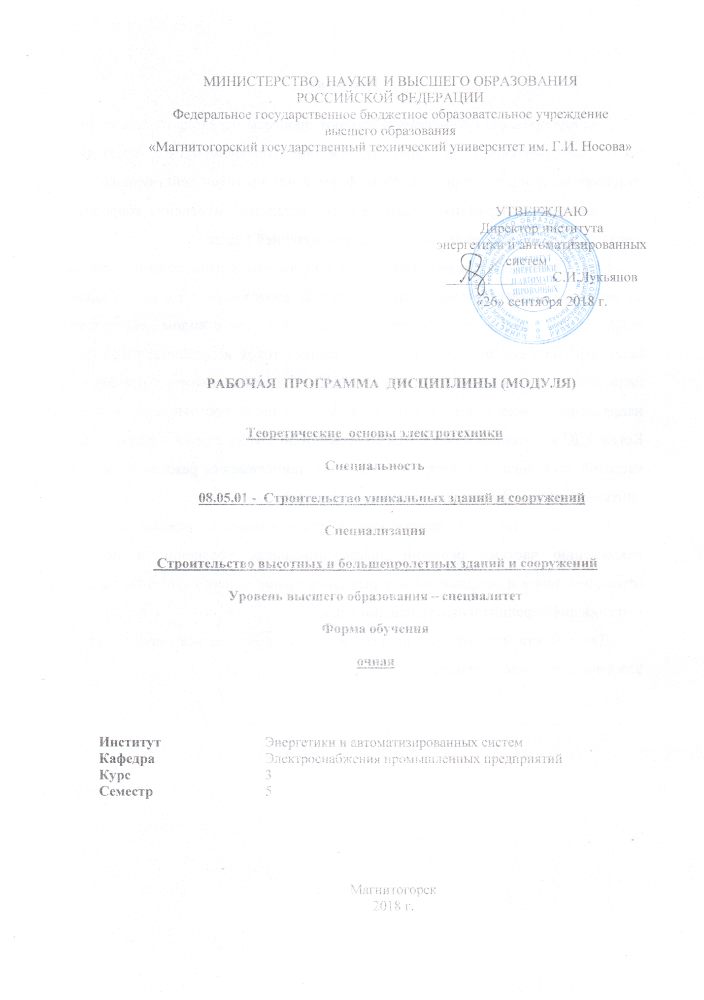 МИНИСТЕРСТВО НАУКИ И ВЫСШЕГО ОБРАЗОВАНИЯ
РОССИЙСКОЙ ФЕДЕРАЦИИ
Федеральное государственное бюджетное образовательное учреждение
высшего образования
«Магнитогорский государственный технический университет им. Г.И. Носова»
УТВЕРЖДАЮ
Директор института
энергетики и автоматизированных
систем
С.И.Лукьянов
«26» сентября 2018 г.
ИНСТИТУТ
ЭНЕРГЕТИКИ
И АВТОМАТИ-
ЗИРОВАННЫХ
РАБОЧАЯ ПРОГРАММА ДИСЦИПЛИНЫ (МОДУЛЯ)
Теоретические основы электротехники
Специальность
08.05.01 - Строительство уникальных зданий и сооружений
Специализация
Строительство высотных и большепролетных зданий и сооружений
Уровень высшего образования – специалитет
Форма обучения
очная
Институт Энергетики и автоматизированных систем
Кафедра Электроснабжения промышленных предприятий
Курс 3
Семестр 5
Магнитогорск
2018 г.